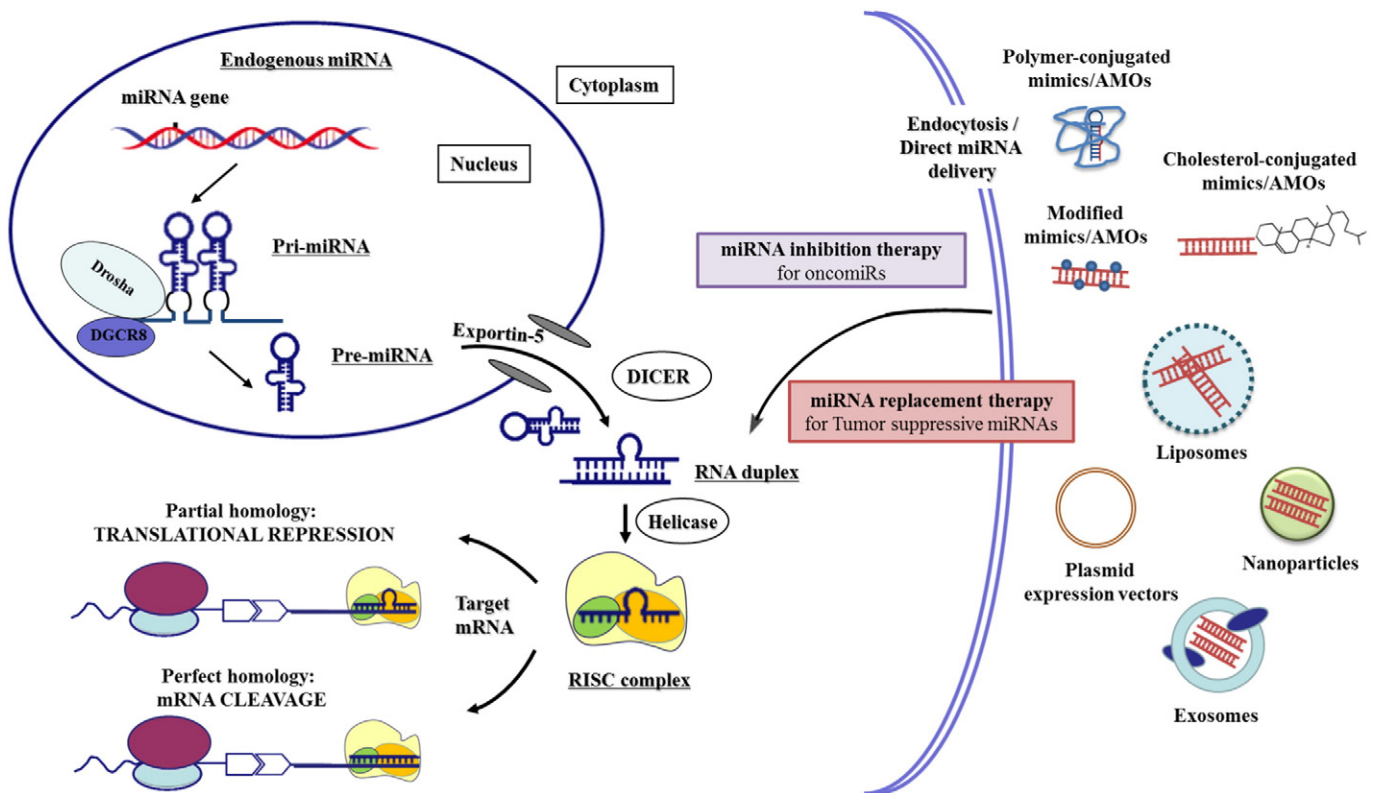 Endogenous miRNA
miRNA gene
Cytoplasm
Nucleus
Pri-miRNA
Drosha
DGCR8
Pre-miRNA
Exportin-5
DICER
RNA duplex
Helicase
Partial homology:
TRANSLATIONAL REPRESSION
Target
mRNA
Perfect homology:
mRNA CLEAVAGE
RISC complex
miRNA inhibition therapy
for oncomiRs
miRNA replacement therapy
for Tumor suppressive miRNAs
Endocytosis /
Direct miRNA
delivery
Polymer-conjugated
mimics/AMOs
Cholesterol-conjugated
mimics/AMOs
Modified
mimics/AMOs
Liposomes
Plasmid
expression vectors
Nanoparticles
Exosomes